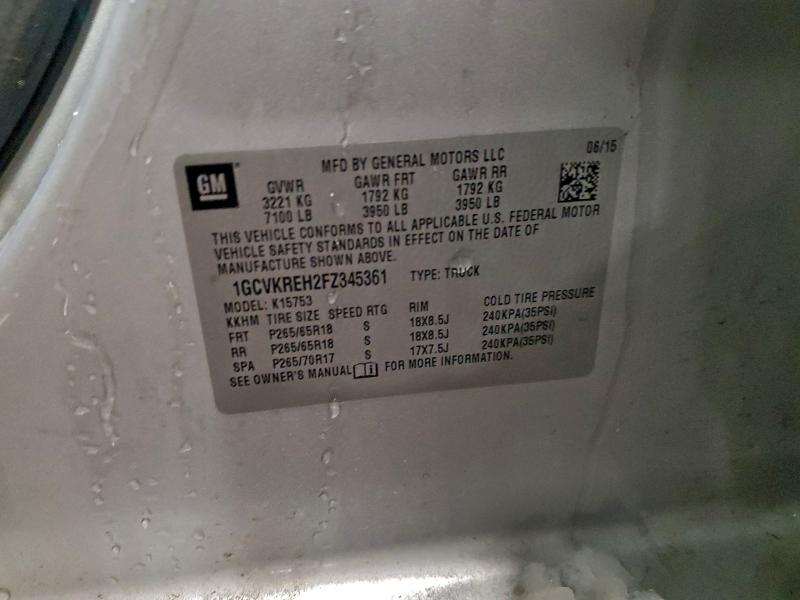 GM
MFD BY GENERAL MOTORS LLC 06/15
GVWR GAWR FRT GAWR RR
3221 KG 1792 KG 1792 KG
7100 LB 3950 LB 3950 LB
THIS VEHICLE CONFORMS TO ALL APPLICABLE U.S. FEDERAL MOTOR
VEHICLE SAFETY STANDARDS IN EFFECT ON THE DATE OF
MANUFACTURE SHOWN ABOVE.
1GCVKREH2FZ345361 TYPE: TRUCK
MODEL: K15753
KKHM TIRE SIZE SPEED RTG RIM COLD TIRE PRESSURE
FRT P265/65R18 S 18X8.5J 240KPA(35PSI)
RR P265/65R18 S 18X8.5J 240KPA(35PSI)
SPA P265/70R17 S 17X7.5J 240KPA(35PSI)
SEE OWNER'S MANUAL FOR MORE INFORMATION.